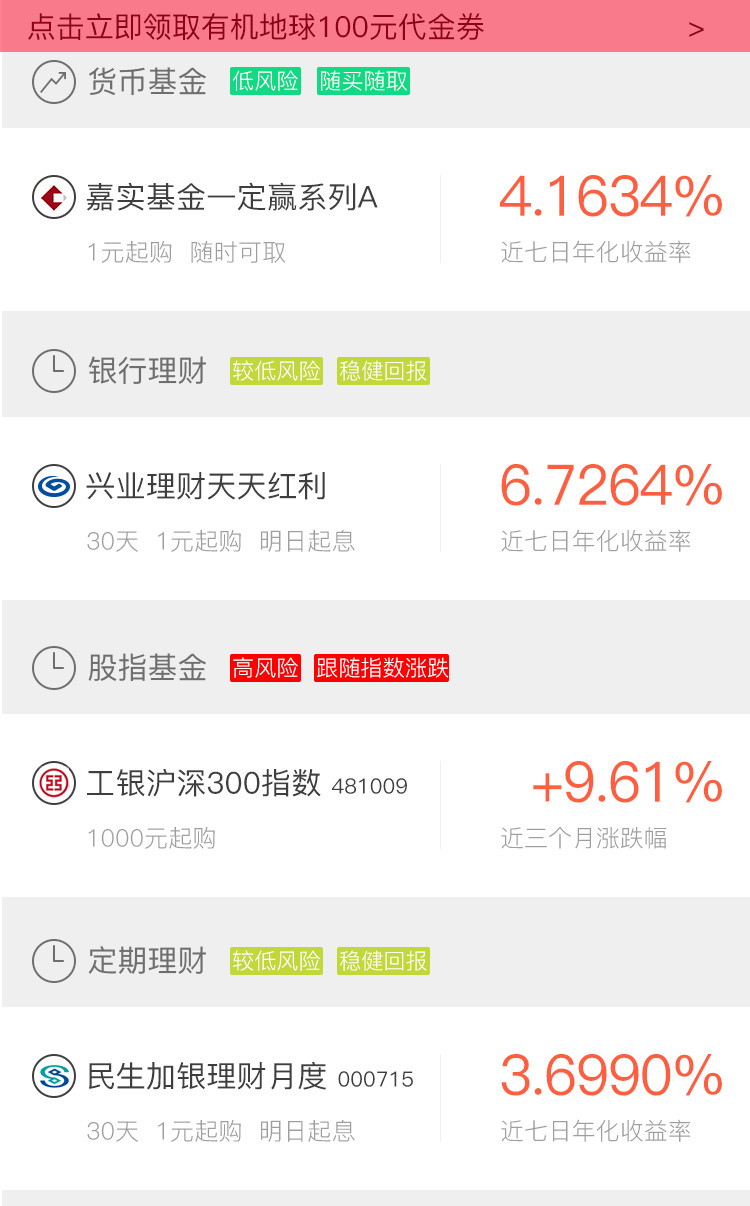 点击立即领取有机地球100元代金券 >
货币基金 低风险 随买随取
嘉实基金一定赢系列A 4.1634%
1元起购 随时可取 近七日年化收益率
银行理财 较低风险 稳健回报
兴业理财天天红利 6.7264%
30天 1元起购 明日起息 近七日年化收益率
股指基金 高风险 跟随指数涨跌
工银沪深300指数 481009 +9.61%
1000元起购 近三个月涨跌幅
定期理财 较低风险 稳健回报
民生加银理财月度 000715 3.6990%
30天 1元起购 明日起息 近七日年化收益率